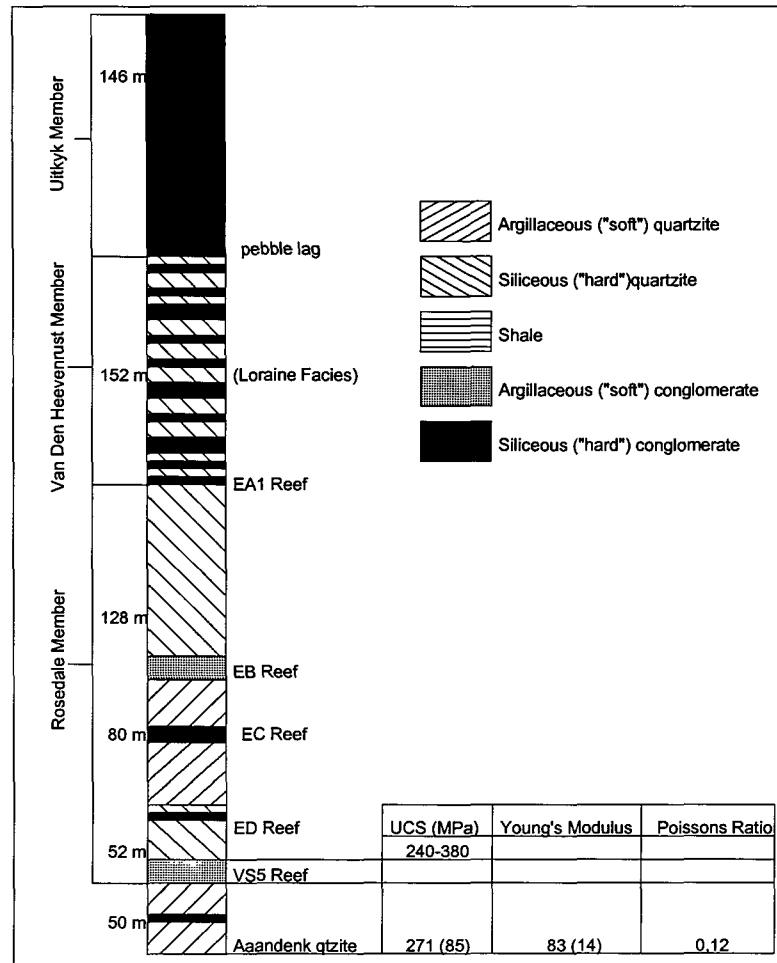 Uitkyk Member
146 m
pebble lag
Van Den Heevenrust Member
152 m
(Loraine Facies)
EA1 Reef
Rosedale Member
128 m
EB Reef
80 m
EC Reef
ED Reef
52 m
VS5 Reef
50 m
Aaandenk qtzite
Argillaceous ("soft") quartzite
Siliceous ("hard")quartzite
Shale
Argillaceous ("soft") conglomerate
Siliceous ("hard") conglomerate
UCS (MPa) Young's Modulus Poissons Ratio
240-380
271 (85) 83 (14) 0,12